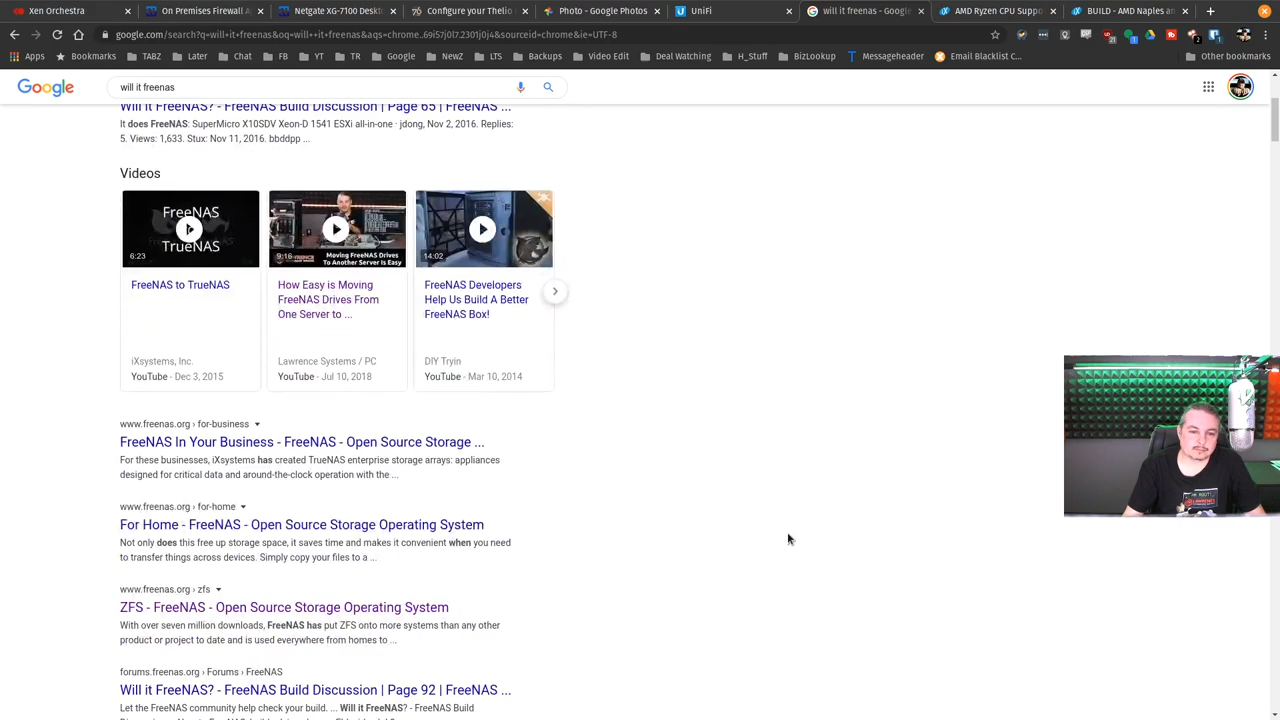 Xen Orchestra
On Premises Firewall A
Netgate XG-7100 Deskt
Configure your Thelio
Photo - Google Photos
UniFi
will it freenas - Google
AMD Ryzen CPU Suppo
BUILD - AMD Naples an
google.com/search?q=will+it+freenas&oq=will++it+freenas&aqs=chrome..69i57j0l7.2301j0j4&sourceid=chrome&ie=UTF-8
Apps
Bookmarks
TABZ
Later
Chat
FB
YT
TR
Google
NewZ
LTS
Backups
Video Edit
Deal Watching
H_Stuff
BizLookup
Messageheader
Email Blacklist C...
Other bookmarks
Google
will it freenas
Will it FreeNAS? - FreeNAS Build Discussion | Page 65 | FreeNAS ...
It does FreeNAS: SuperMicro X10SDV Xeon-D 1541 ESXi all-in-one · jdong, Nov 2, 2016. Replies:
5. Views: 1,633. Stux: Nov 11, 2016. bbddpp ...
Videos
FreeNAS
TrueNAS
6:23
FreeNAS to TrueNAS
iXsystems, Inc.
YouTube - Dec 3, 2015
9:16
Moving FreeNAS Drives
To Another Server Is Easy
How Easy is Moving
FreeNAS Drives From
One Server to ...
Lawrence Systems / PC
YouTube - Jul 10, 2018
14:02
FreeNAS Developers
Help Us Build A Better
FreeNAS Box!
DIY Tryin
YouTube - Mar 10, 2014
www.freenas.org › for-business
FreeNAS In Your Business - FreeNAS - Open Source Storage ...
For these businesses, iXsystems has created TrueNAS enterprise storage arrays: appliances
designed for critical data and around-the-clock operation with the ...
www.freenas.org › for-home
For Home - FreeNAS - Open Source Storage Operating System
Not only does this free up storage space, it saves time and makes it convenient when you need
to transfer things across devices. Simply copy your files to a ...
www.freenas.org › zfs
ZFS - FreeNAS - Open Source Storage Operating System
With over seven million downloads, FreeNAS has put ZFS onto more systems than any other
product or project to date and is used everywhere from homes to ...
forums.freenas.org › Forums › FreeNAS
Will it FreeNAS? - FreeNAS Build Discussion | Page 92 | FreeNAS ...
Let the FreeNAS community help check your build. ... Will it FreeNAS? - FreeNAS Build